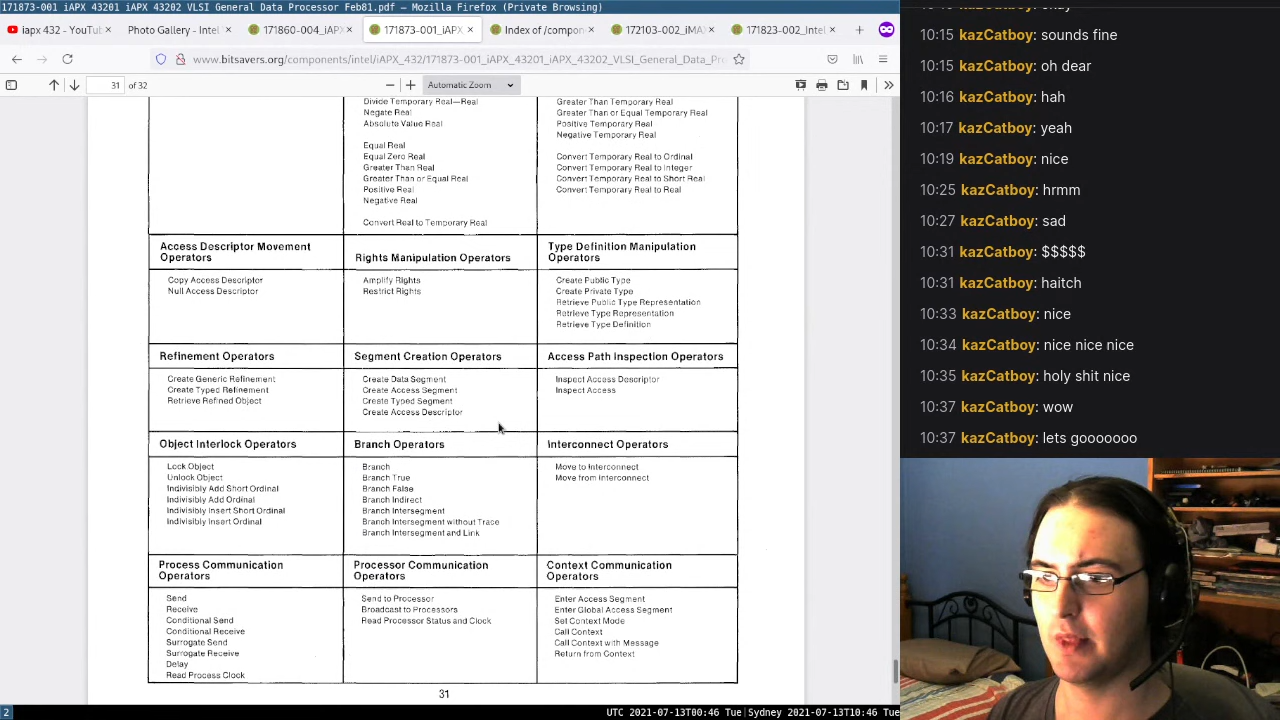 171873-001 iAPX 43201 iAPX 43202 VLSI General Data Processor Feb81.pdf — Mozilla Firefox (Private Browsing)
iapx 432 - YouTu
Photo Gallery - Intel
171860-004_iAPX_
171873-001_iAPX_
Index of /compon
172103-002_iMAX
171823-002_Intel
www.bitsavers.org/components/intel/iAPX_432/171873-001_iAPX_43201_iAPX_43202_VLSI_General_Data_Pro
31 of 32
Automatic Zoom
Divide Temporary Real—Real
Negate Real
Absolute Value Real
Equal Real
Equal Zero Real
Greater Than Real
Greater Than or Equal Real
Positive Real
Negative Real
Convert Real to Temporary Real
Greater Than Temporary Real
Greater Than or Equal Temporary Real
Positive Temporary Real
Negative Temporary Real
Convert Temporary Real to Ordinal
Convert Temporary Real to Integer
Convert Temporary Real to Short Real
Convert Temporary Real to Real
Access Descriptor Movement
Operators
Rights Manipulation Operators
Type Definition Manipulation
Operators
Copy Access Descriptor
Null Access Descriptor
Amplify Rights
Restrict Rights
Create Public Type
Create Private Type
Retrieve Public Type Representation
Retrieve Type Representation
Retrieve Type Definition
Refinement Operators
Segment Creation Operators
Access Path Inspection Operators
Create Generic Refinement
Create Typed Refinement
Retrieve Refined Object
Create Data Segment
Create Access Segment
Create Typed Segment
Create Access Descriptor
Inspect Access Descriptor
Inspect Access
Object Interlock Operators
Branch Operators
Interconnect Operators
Lock Object
Unlock Object
Indivisibly Add Short Ordinal
Indivisibly Add Ordinal
Indivisibly Insert Short Ordinal
Indivisibly Insert Ordinal
Branch
Branch True
Branch False
Branch Indirect
Branch Intersegment
Branch Intersegment without Trace
Branch Intersegment and Link
Move to Interconnect
Move from Interconnect
Process Communication
Operators
Processor Communication
Operators
Context Communication
Operators
Send
Receive
Conditional Send
Conditional Receive
Surrogate Send
Surrogate Receive
Delay
Read Process Clock
Send to Processor
Broadcast to Processors
Read Processor Status and Clock
Enter Access Segment
Enter Global Access Segment
Set Context Mode
Call Context
Call Context with Message
Return from Context
31
2
UTC 2021-07-13T00:46 Tue | Sydney 2021-07-13T10:46 Tue
10:15 kazCatboy: sounds fine
10:15 kazCatboy: oh dear
10:16 kazCatboy: hah
10:17 kazCatboy: yeah
10:19 kazCatboy: nice
10:25 kazCatboy: hrmm
10:27 kazCatboy: sad
10:31 kazCatboy: $$$$$
10:31 kazCatboy: haitch
10:33 kazCatboy: nice
10:34 kazCatboy: nice nice nice
10:35 kazCatboy: holy shit nice
10:37 kazCatboy: wow
10:37 kazCatboy: lets gooooooo